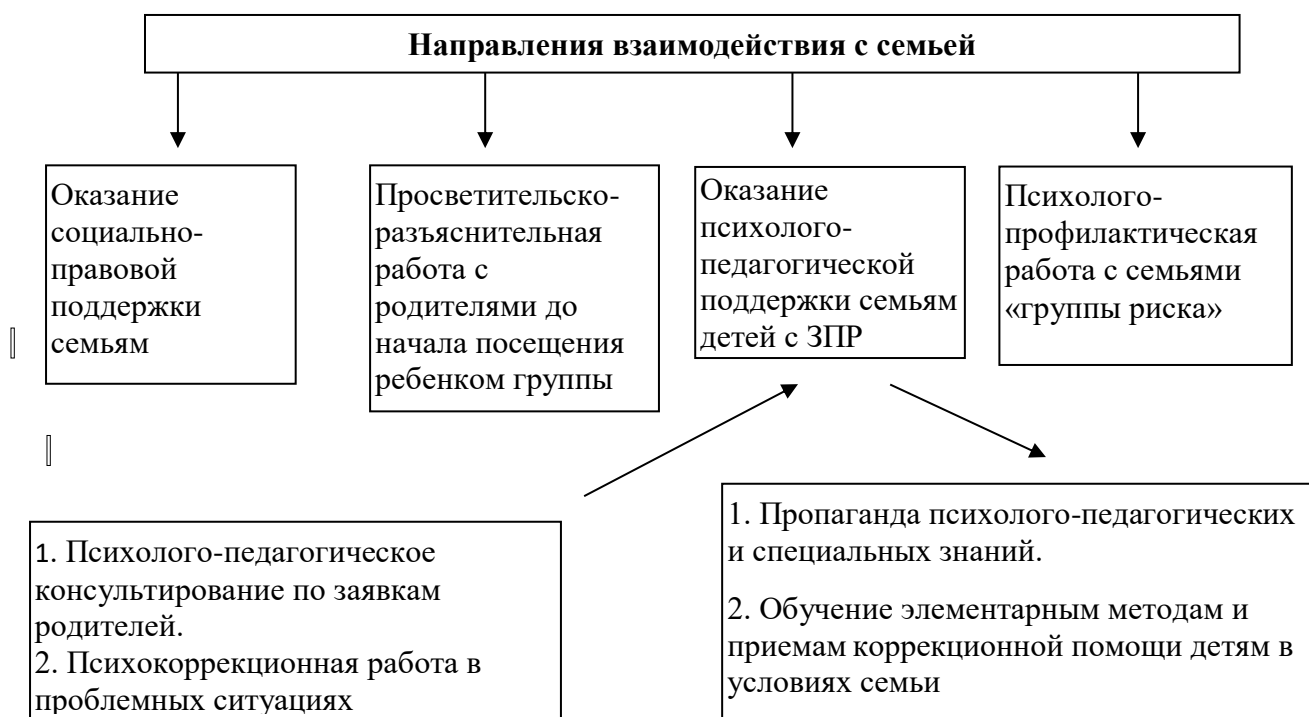 Направления взаимодействия с семьей
Оказание
социально-
правовой
поддержки
семьям
Просветительско-
разъяснительная
работа с
родителями до
начала посещения
ребенком группы
Оказание
психолого-
педагогической
поддержки семьям
детей с ЗПР
Психолого-
профилактическая
работа с семьями
«группы риска»
1. Психолого-педагогическое
консультирование по заявкам
родителей.
2. Психокоррекционная работа в
проблемных ситуациях
1. Пропаганда психолого-педагогических
и специальных знаний.
2. Обучение элементарным методам и
приемам коррекционной помощи детям в
условиях семьи